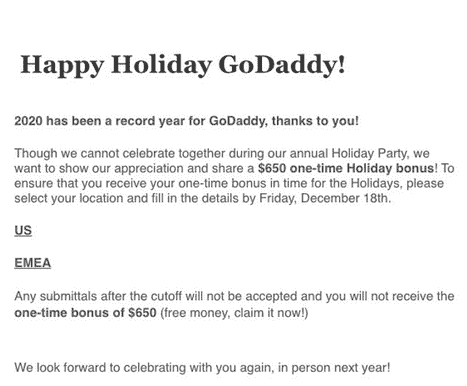 Happy Holiday GoDaddy!
2020 has been a record year for GoDaddy, thanks to you!
Though we cannot celebrate together during our annual Holiday Party, we
want to show our appreciation and share a $650 one-time Holiday bonus! To
ensure that you receive your one-time bonus in time for the Holidays, please
select your location and fill in the details by Friday, December 18th.
US
EMEA
Any submittals after the cutoff will not be accepted and you will not receive the
one-time bonus of $650 (free money, claim it now!)
We look forward to celebrating with you again, in person next year!